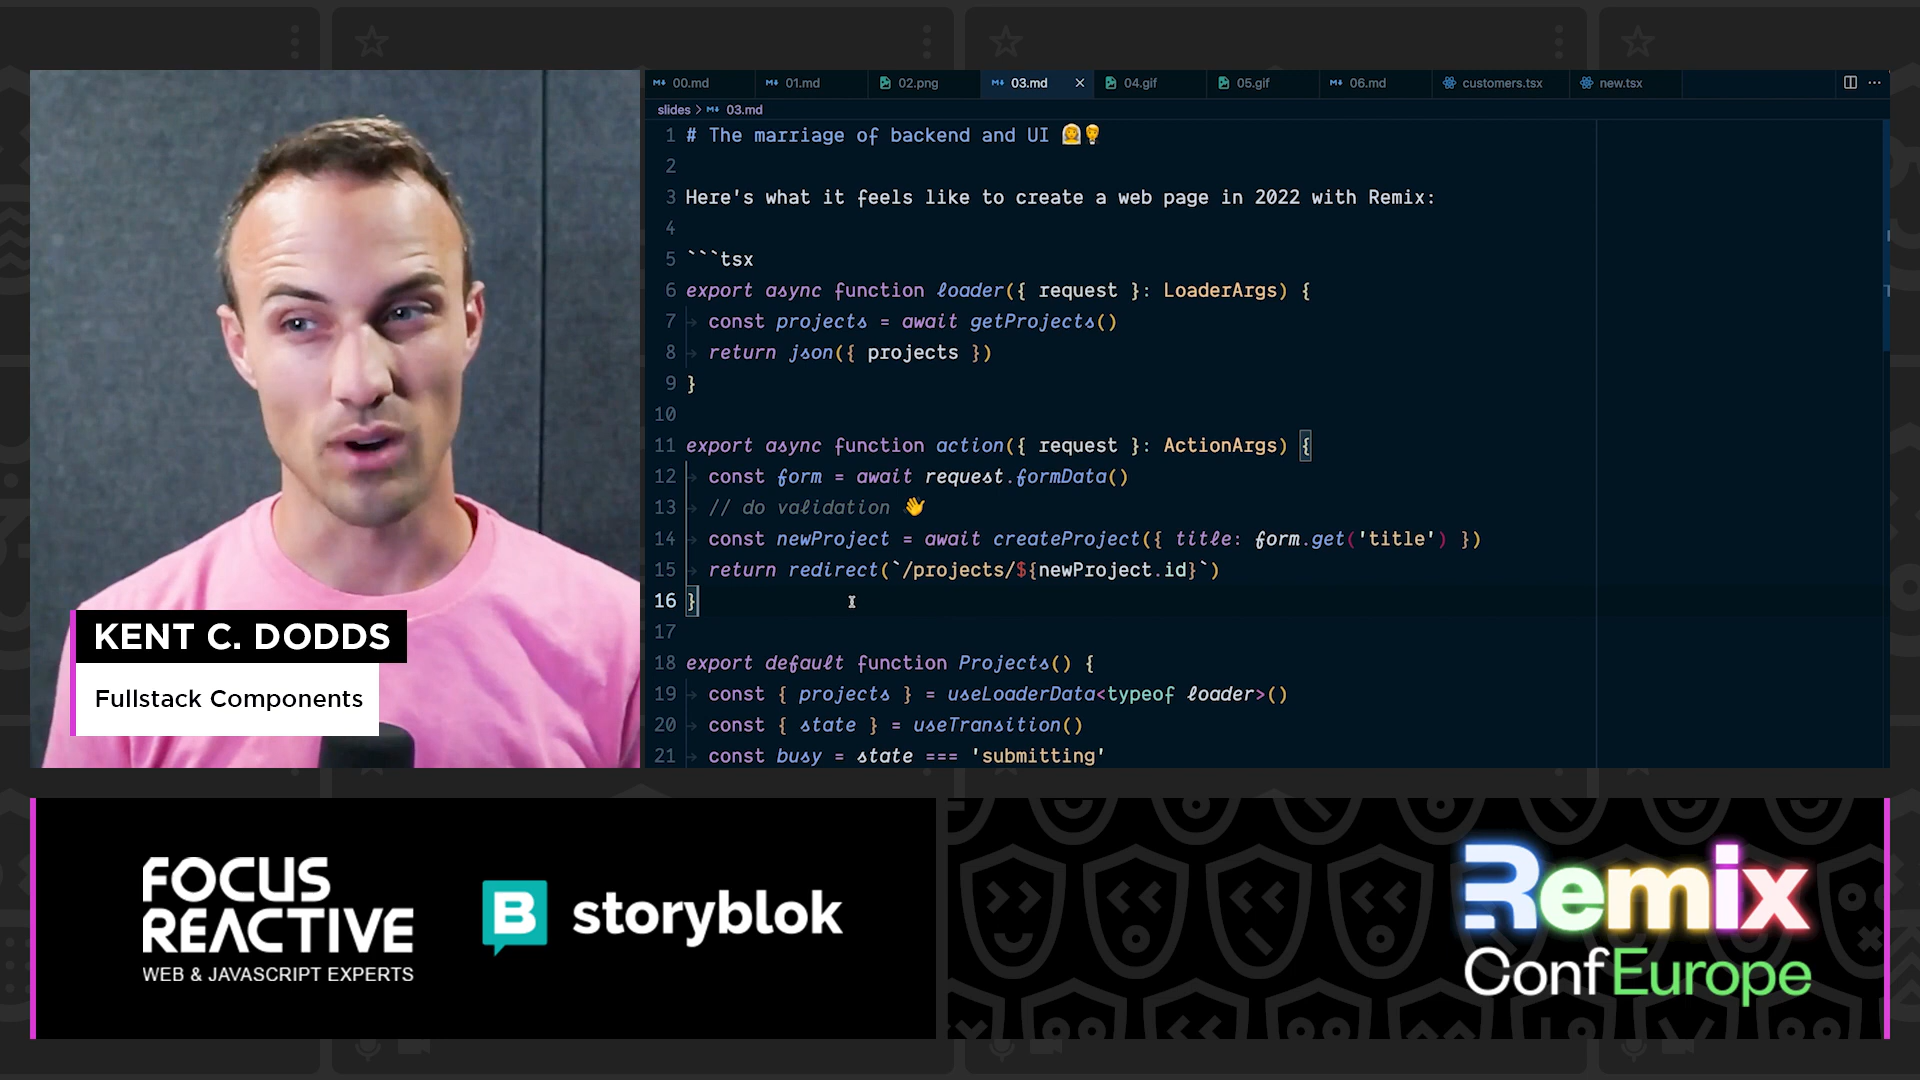 00.md
01.md
02.png
03.md
04.gif
05.gif
06.md
customers.tsx
new.tsx
slides > 03.md
1 # The marriage of backend and UI 👰🤵
2
3 Here's what it feels like to create a web page in 2022 with Remix:
4
5 ```tsx
6 export async function loader({ request }: LoaderArgs) {
7 const projects = await getProjects()
8 return json({ projects })
9 }
10
11 export async function action({ request }: ActionArgs) {
12 const form = await request.formData()
13 // do validation 👋
14 const newProject = await createProject({ title: form.get('title') })
15 return redirect(`/projects/${newProject.id}`)
16 }
17
18 export default function Projects() {
19 const { projects } = useLoaderData<typeof loader>()
20 const { state } = useTransition()
21 const busy = state === 'submitting'
KENT C. DODDS
Fullstack Components
FOCUS
REACTIVE
WEB & JAVASCRIPT EXPERTS
B storyblok
Remix
Conf Europe